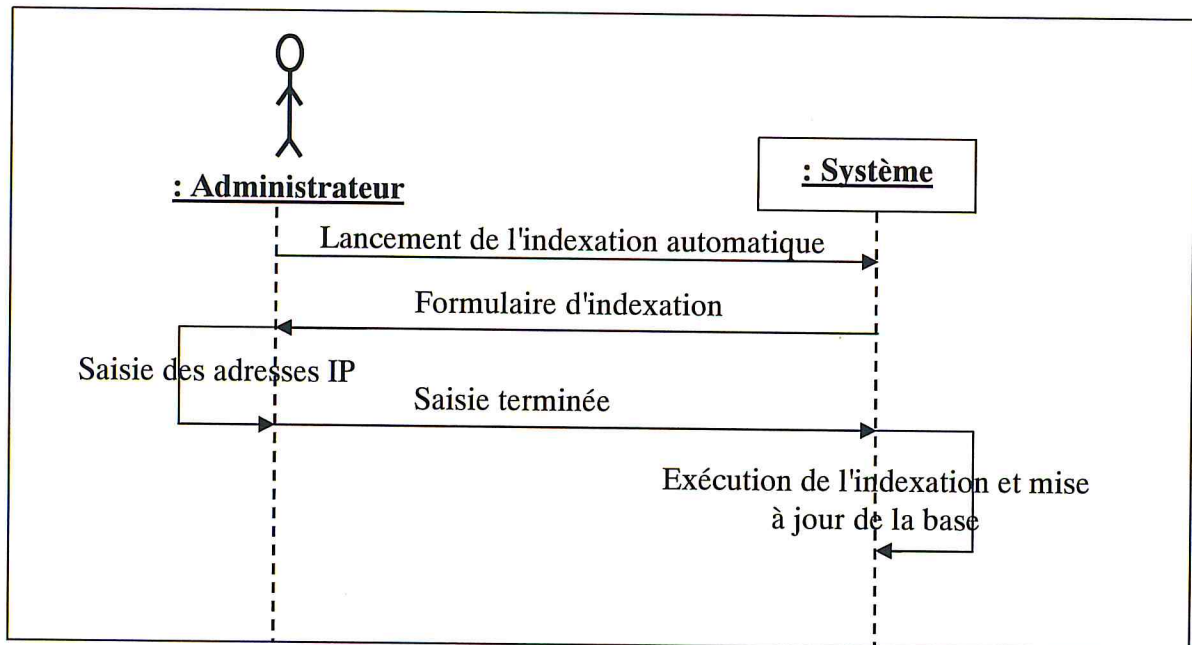 : Administrateur
: Système
Lancement de l'indexation automatique
Formulaire d'indexation
Saisie des adresses IP
Saisie terminée
Exécution de l'indexation et mise
à jour de la base